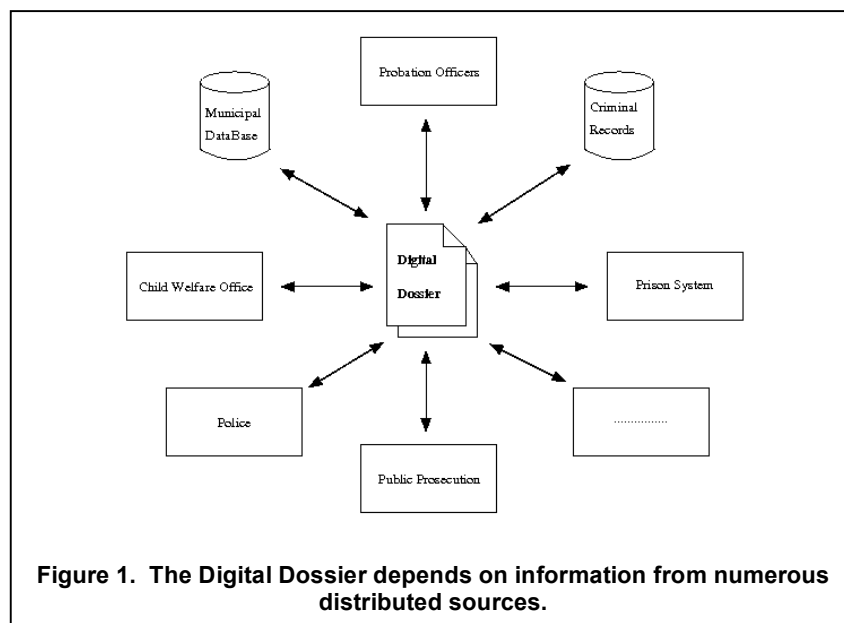 Probation Officers
Municipal
DataBase
Criminal
Records
Digital
Dossier
Child Welfare Office
Prison System
Police
................
Public Prosecution
Figure 1.  The Digital Dossier depends on information from numerous
distributed sources.